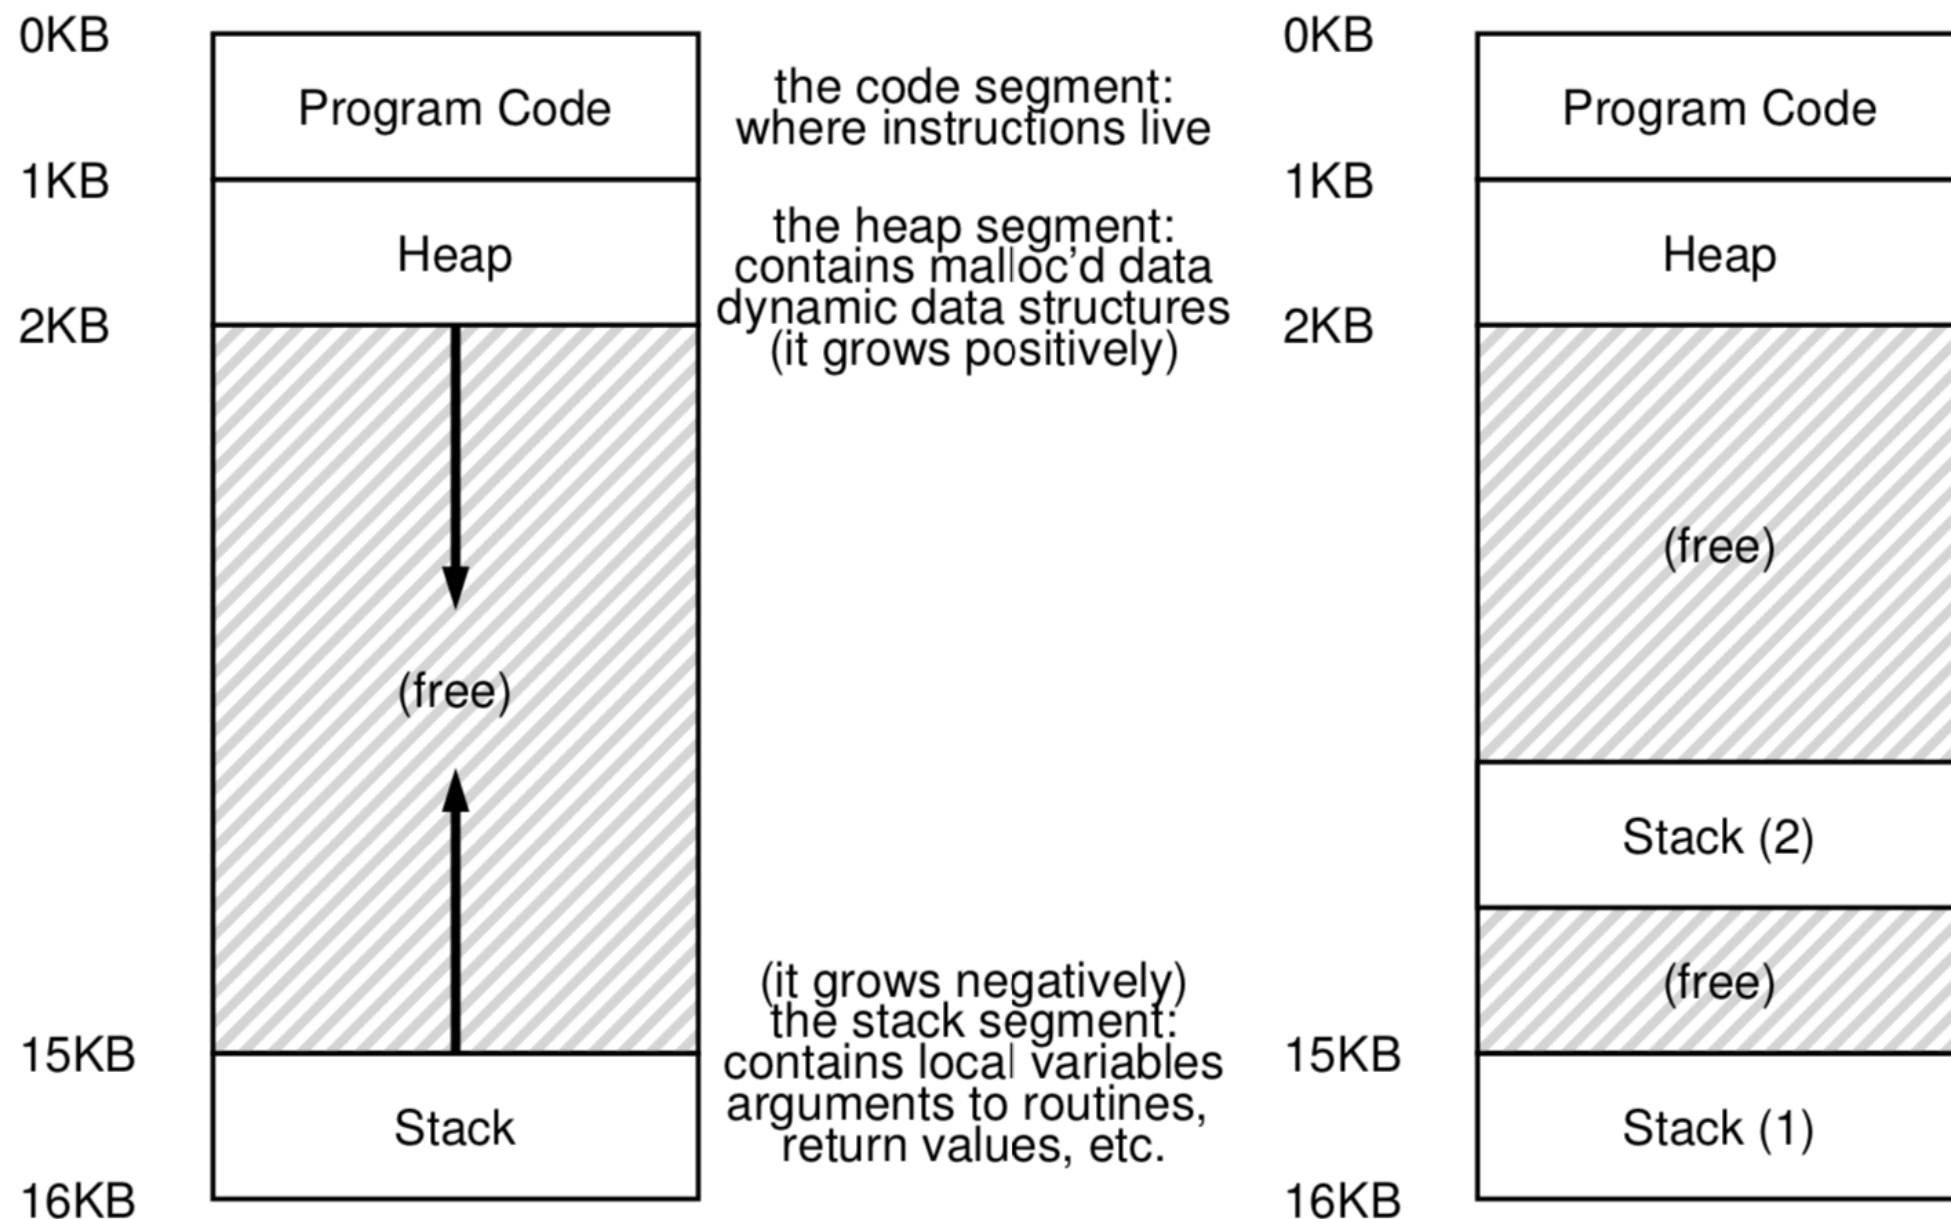 0KB
Program Code
1KB
Heap
2KB
(free)
15KB
Stack
16KB
the code segment:
where instructions live
the heap segment:
contains malloc'd data
dynamic data structures
(it grows positively)
(it grows negatively)
the stack segment:
contains local variables
arguments to routines,
return values, etc.
0KB
Program Code
1KB
Heap
2KB
(free)
Stack (2)
(free)
15KB
Stack (1)
16KB